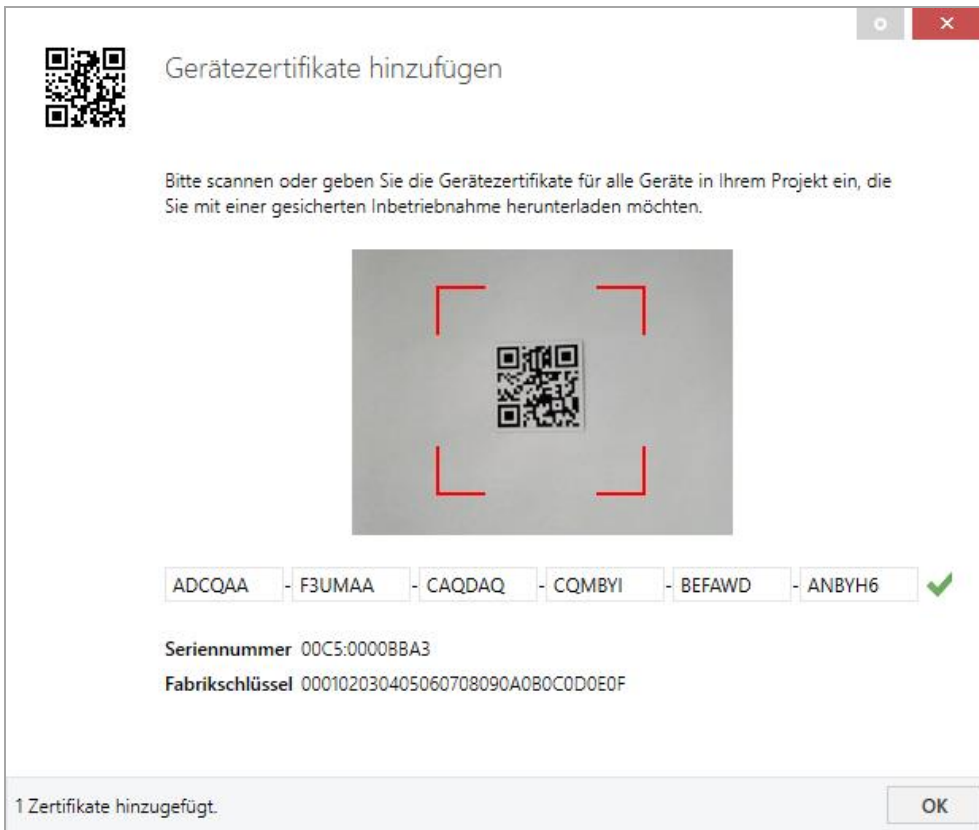 Gerätezertifikate hinzufügen
Bitte scannen oder geben Sie die Gerätezertifikate für alle Geräte in Ihrem Projekt ein, die
Sie mit einer gesicherten Inbetriebnahme herunterladen möchten.
ADCQAA - F3UMAA - CAQDAQ - CQMBYI - BEFAWD - ANBYH6
Seriennummer 00C5:0000BBA3
Fabrikschlüssel 000102030405060708090A0B0C0D0E0F
1 Zertifikate hinzugefügt.
OK